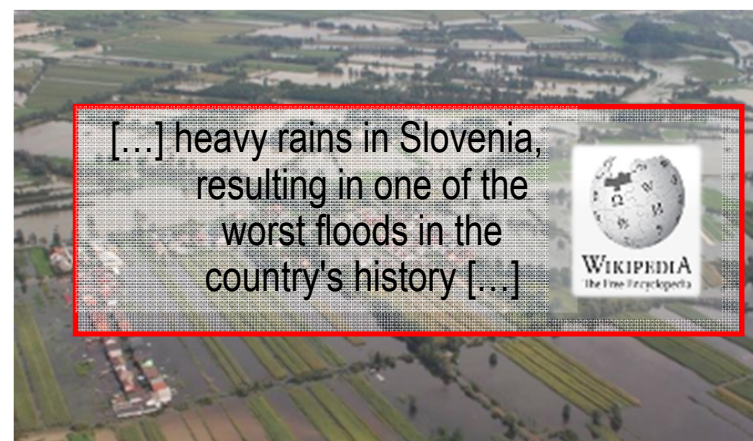 […] heavy rains in Slovenia,
resulting in one of the
worst floods in the
country's history […]
WIKIPEDIA
The Free Encyclopedia